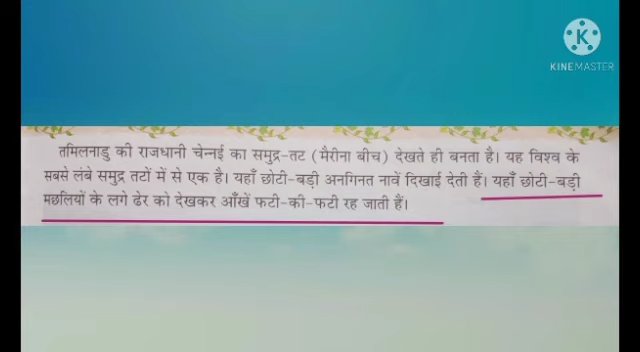 K
KINEMASTER
तमिलनाडु की राजधानी चेन्नई का समुद्र-तट (मैरीना बीच) देखते ही बनता है। यह विश्व के
सबसे लंबे समुद्र तटों में से एक है। यहाँ छोटी-बड़ी अनगिनत नावें दिखाई देती हैं। यहाँ छोटी-बड़ी
मछलियों के लगे ढेर को देखकर आँखें फटी-की-फटी रह जाती हैं।